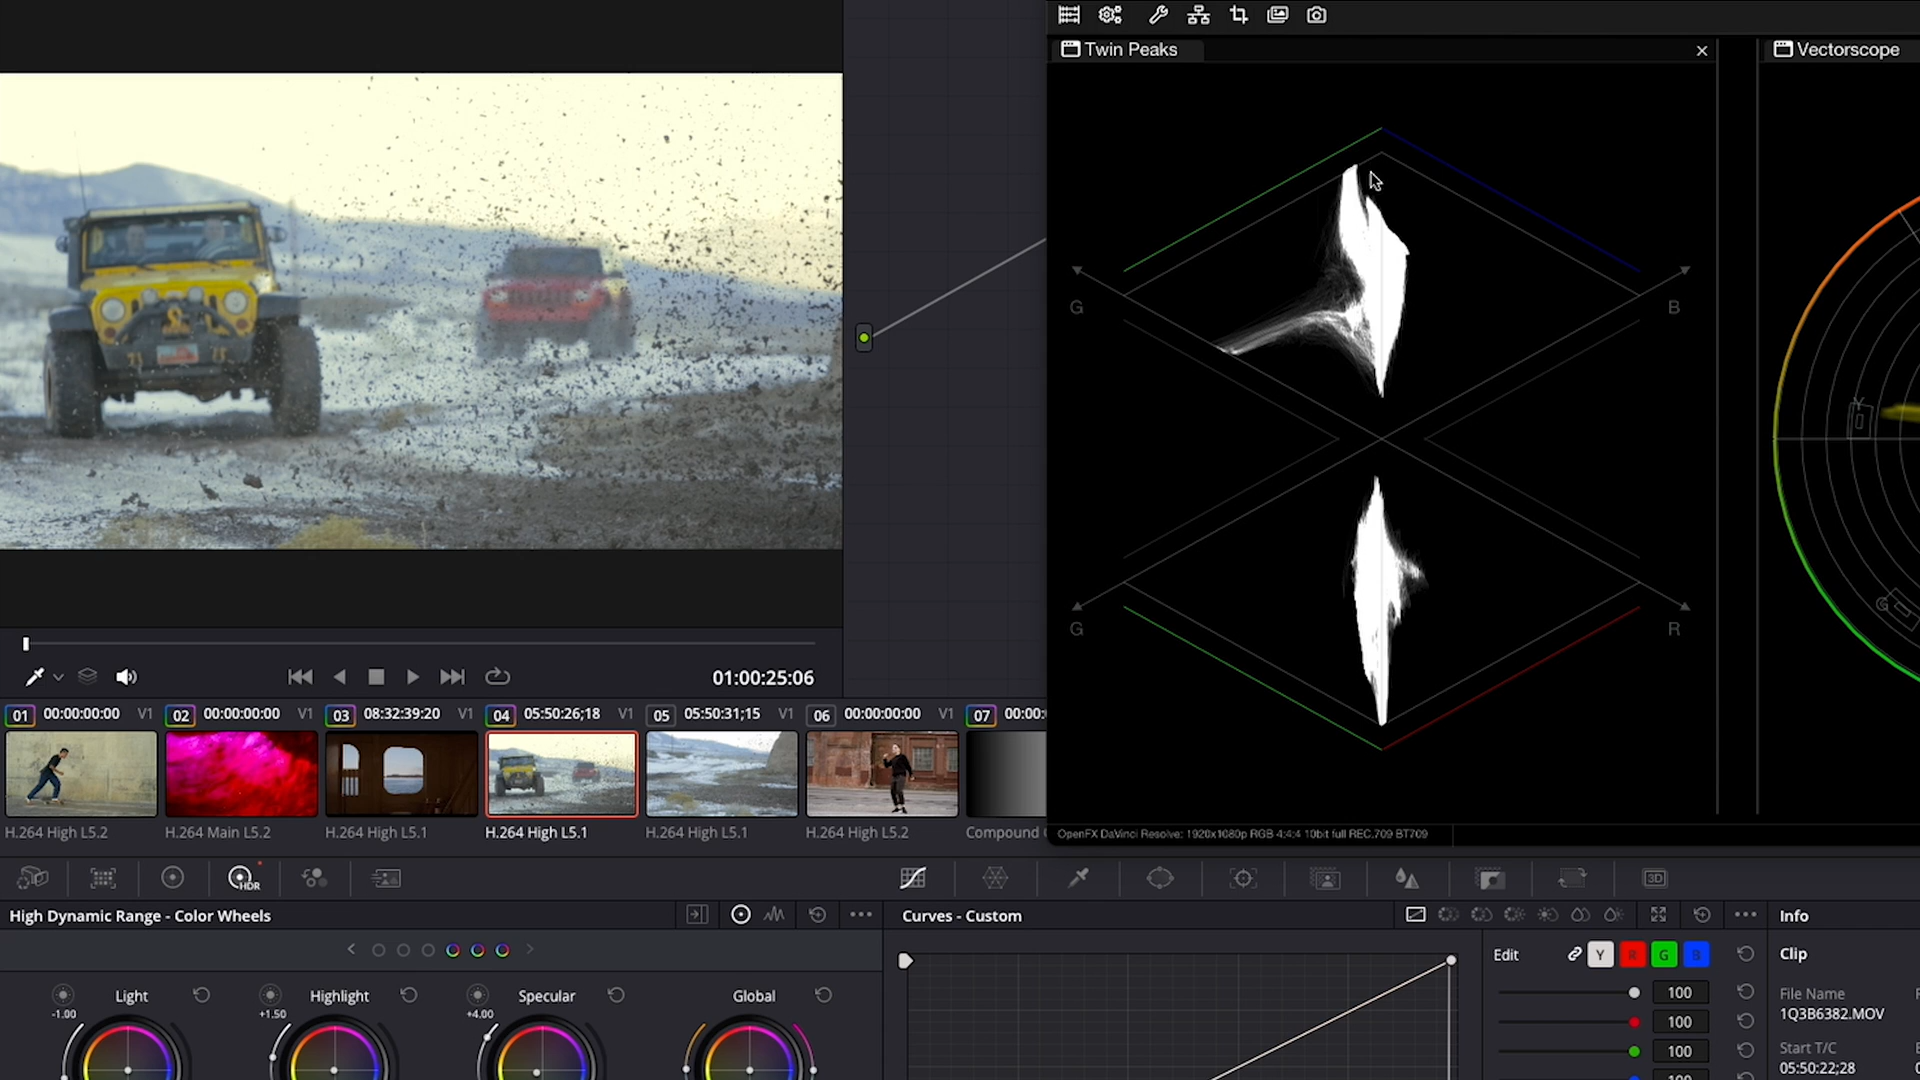 Twin Peaks
Vectorscope
G
B
Y
G
G
R
01:00:25:06
01 00:00:00:00 V1
02 00:00:00:00 V1
03 08:32:39:20 V1
04 05:50:26;18 V1
05 05:50:31;15 V1
06 00:00:00:00 V1
07 00:00:
H.264 High L5.2
H.264 Main L5.2
H.264 High L5.1
H.264 High L5.1
H.264 High L5.1
H.264 High L5.2
Compound
OpenFX DaVinci Resolve: 1920x1080p RGB 4:4:4 10bit full REC.709 BT709
HDR
3D
High Dynamic Range - Color Wheels
Curves - Custom
Info
Edit Y R G B
Clip
Light
Highlight
Specular
Global
-1.00
+1.50
+4.00
100
100
100
File Name
1Q3B6382.MOV
Start T/C
05:50:22;28